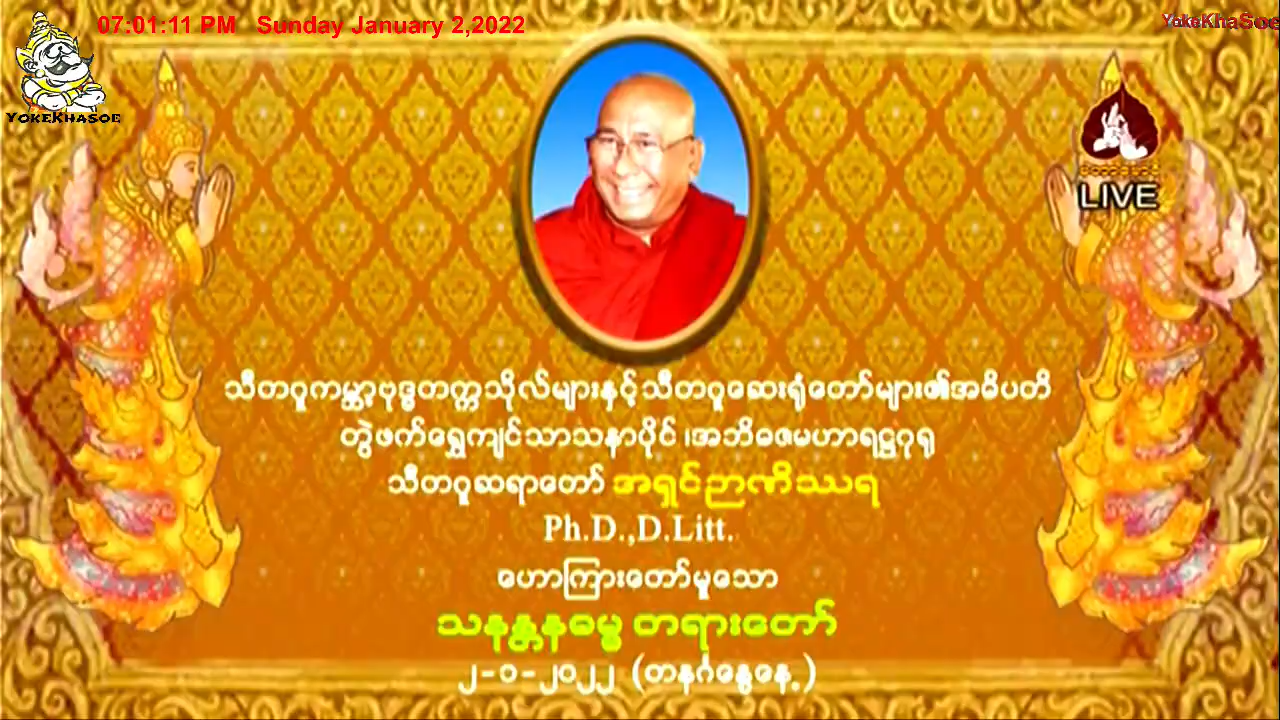 07:01:11 PM Sunday January 2,2022
YokeKhaSoe
YOKEKHASOE
LIVE
သီတဂူကမ္ဘာ့ဗုဒ္ဓတက္ကသိုလ်များနှင့်သီတဂူဆေးရုံတော်များ၏အဓိပတိ
တွဲဖက်ရွှေကျင်သာသနာပိုင်၊အဘိဓဇမဟာရဋ္ဌဂုရု
သီတဂူဆရာတော် အရှင်ဉာဏိဿရ
Ph.D.,D.Litt.
ဟောကြားတော်မူသော
သနန္တနဓမ္မ တရားတော်
၂-၁-၂၀၂၂ (တနင်္ဂနွေနေ့)